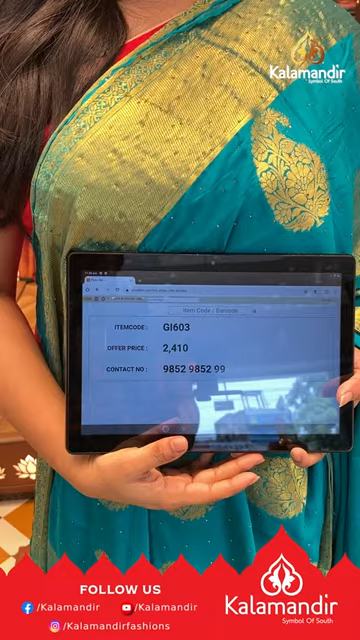 Kalamandir
Symbol Of South
Item Code / Barcode
ITEMCODE : GI603
OFFER PRICE : 2,410
CONTACT NO : 9852 9852 99
FOLLOW US
/Kalamandir /Kalamandir
/Kalamandirfashions
Kalamandir
Symbol Of South